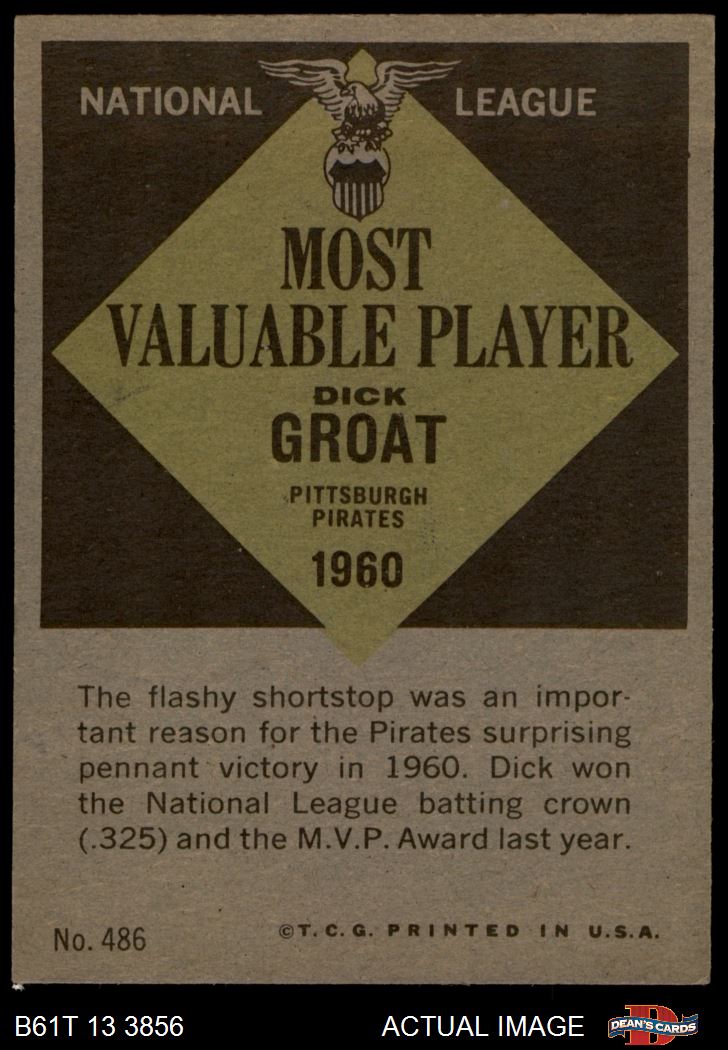 NATIONAL LEAGUE
MOST
VALUABLE PLAYER
DICK
GROAT
PITTSBURGH
PIRATES
1960
The flashy shortstop was an impor-
tant reason for the Pirates surprising
pennant victory in 1960. Dick won
the National League batting crown
(.325) and the M.V.P. Award last year.
No. 486 ©T. C. G. PRINTED IN U.S.A.
B61T 13 3856 ACTUAL IMAGE D DEAN'S CARDS